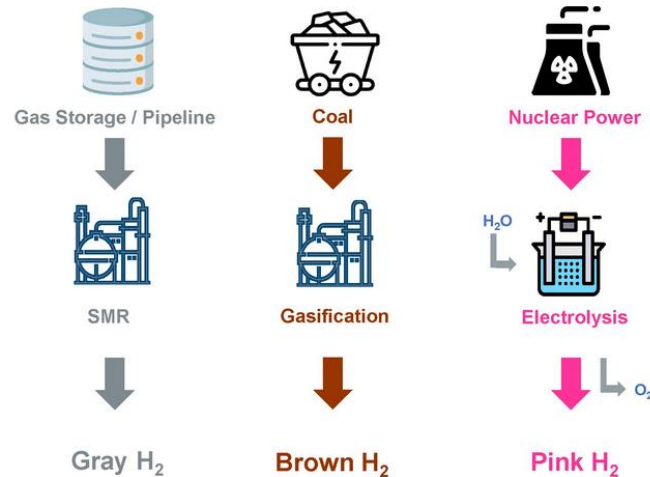 Gas Storage / Pipeline
Coal
Nuclear Power
H₂O
+ −
SMR
Gasification
Electrolysis
O₂
Gray H₂
Brown H₂
Pink H₂